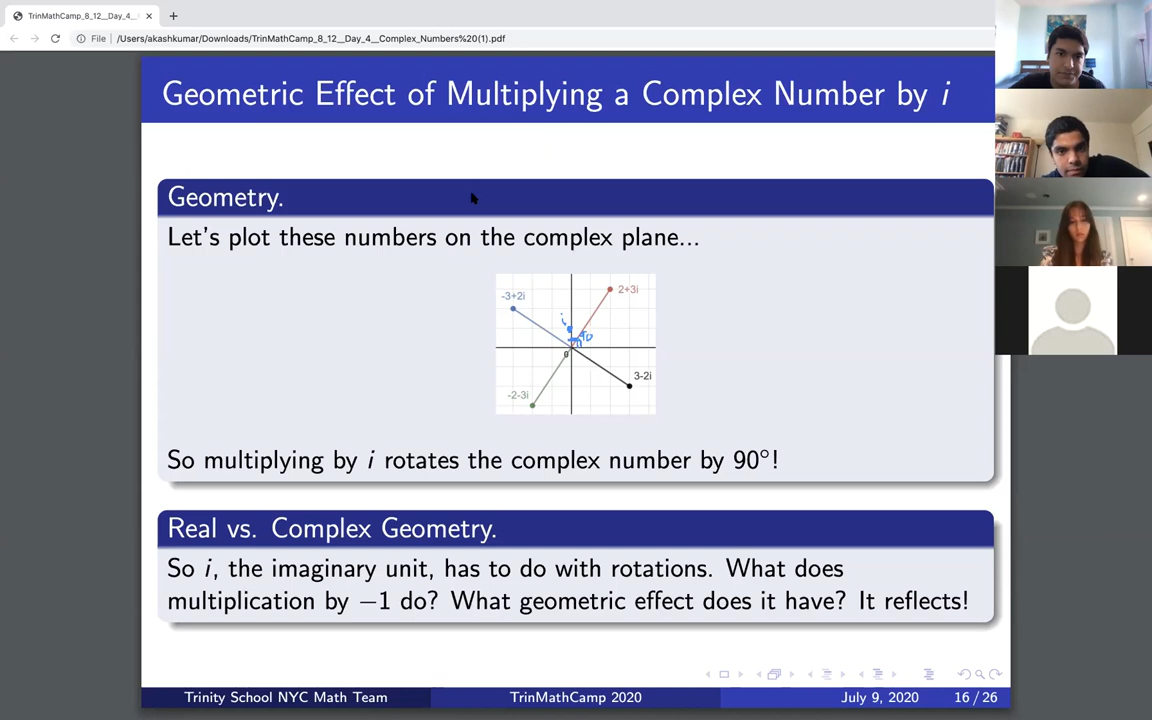 TrinMathCamp_8_12__Day_4_
File
/Users/akashkumar/Downloads/TrinMathCamp_8_12__Day_4__Complex_Numbers%20(1).pdf
Geometric Effect of Multiplying a Complex Number by i
Geometry.
Let's plot these numbers on the complex plane...
-3+2i
2+3i
i
90
0
3-2i
-2-3i
So multiplying by i rotates the complex number by 90°!
Real vs. Complex Geometry.
So i, the imaginary unit, has to do with rotations. What does
multiplication by −1 do? What geometric effect does it have? It reflects!
Trinity School NYC Math Team
TrinMathCamp 2020
July 9, 2020
16 / 26